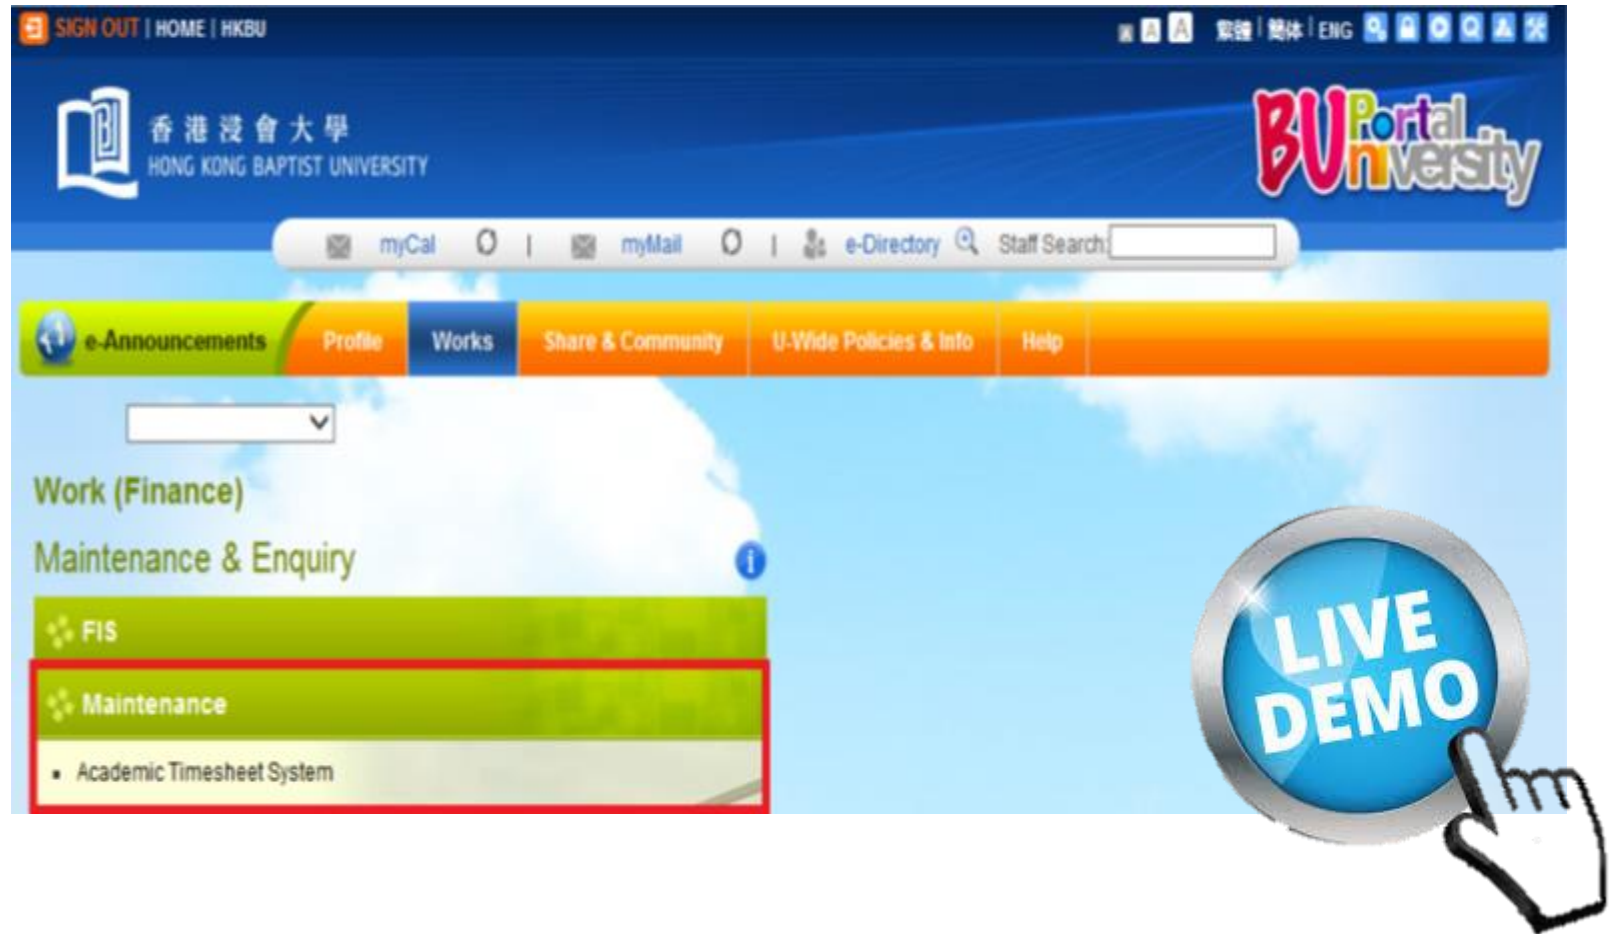 SIGN OUT | HOME | HKBU
A A A 繁體 | 簡体 | ENG
香港浸會大學
HONG KONG BAPTIST UNIVERSITY
BU Portal
University
myCal | myMail | e-Directory Staff Search:
e-Announcements Profile Works Share & Community U-Wide Policies & Info Help
Work (Finance)
Maintenance & Enquiry
FIS
Maintenance
▪ Academic Timesheet System
LIVE
DEMO